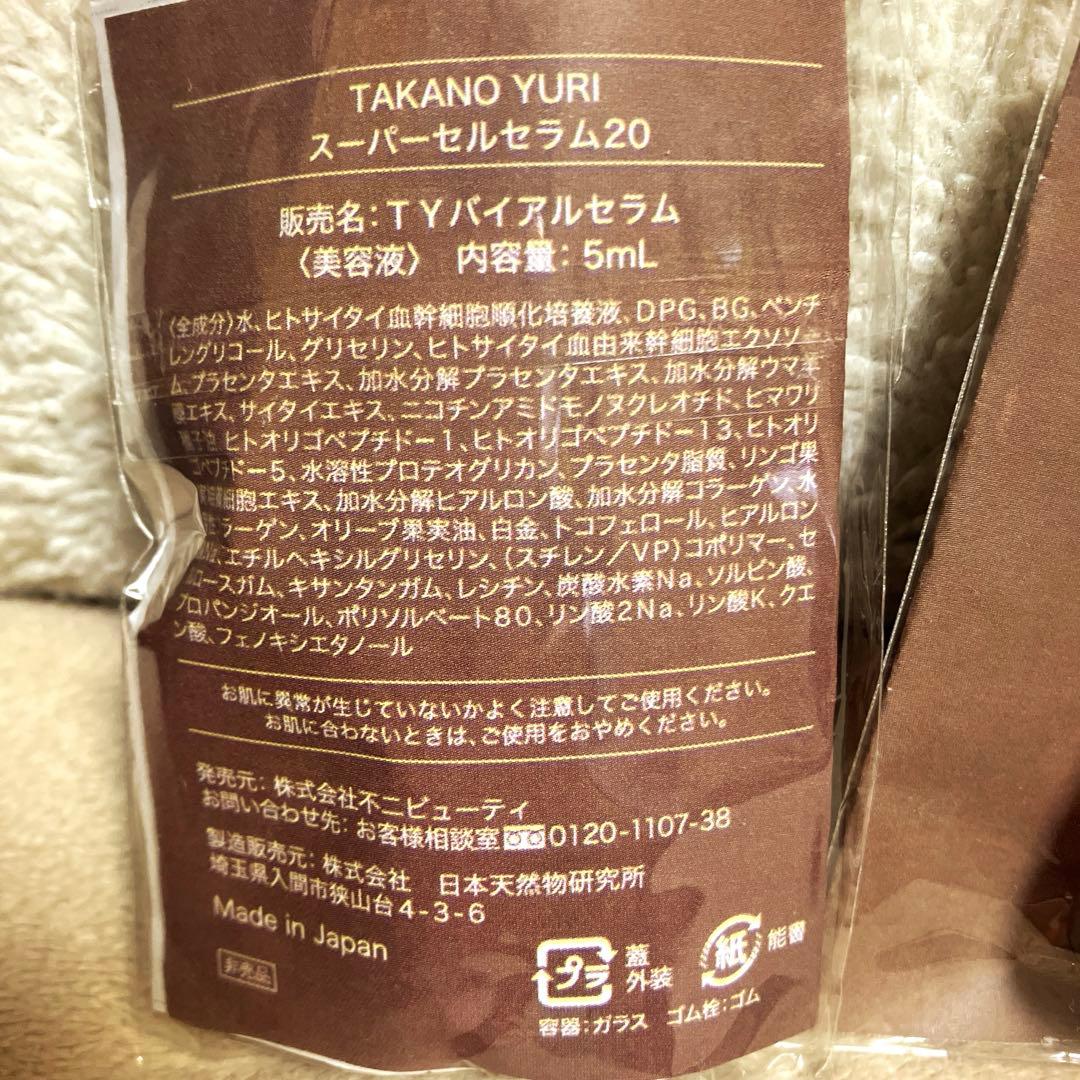 TAKANO YURI
スーパーセルセラム20
販売名：TYバイアルセラム
〈美容液〉 内容量：5mL
〈全成分〉水、ヒトサイタイ血幹細胞順化培養液、DPG、BG、ペンチ
レングリコール、グリセリン、ヒトサイタイ血由来幹細胞エクソソー
ム、プラセンタエキス、加水分解プラセンタエキス、加水分解ウマ
エキス、サイタイエキス、ニコチンアミドモノヌクレオチド、ヒマワリ
ヒトオリゴペプチド−1、ヒトオリゴペプチド−13、ヒトオリ
ゴペプチド−5、水溶性プロテオグリカン、プラセンタ脂質、リンゴ果
細胞エキス、加水分解ヒアルロン酸、加水分解コラーゲン、水
ラーゲン、オリーブ果実油、白金、トコフェロール、ヒアルロン
エチルヘキシルグリセリン、（スチレン／VP）コポリマー、セ
ロースガム、キサンタンガム、レシチン、炭酸水素Na、ソルビン酸、
プロパンジオール、ポリソルベート80、リン酸2Na、リン酸K、クエ
ン酸、フェノキシエタノール
お肌に異常が生じていないかよく注意してご使用ください。
お肌に合わないときは、ご使用をおやめください。
発売元：株式会社不二ビューティ
お問い合わせ先：お客様相談室 0120-1107-38
製造販売元：株式会社 日本天然物研究所
埼玉県入間市狭山台4-3-6
Made in Japan
非売品
プラ 蓋 外装
紙 能書
容器：ガラス ゴム栓：ゴム